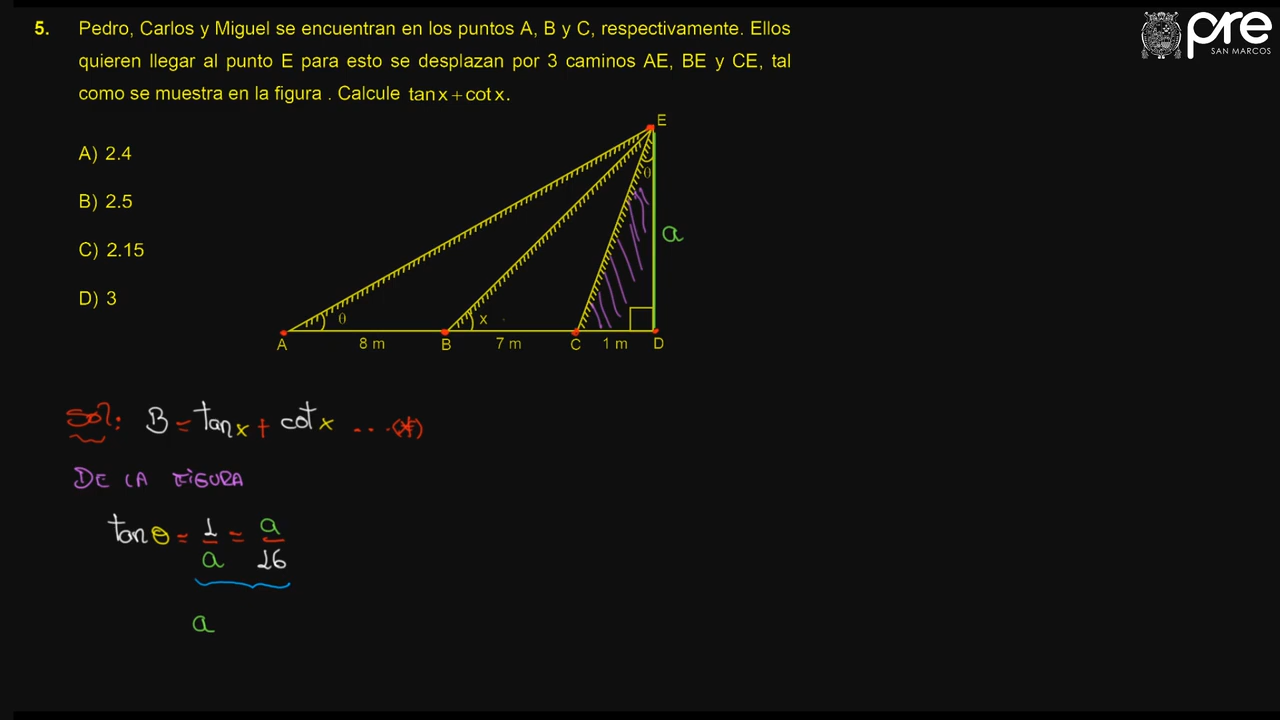 5. Pedro, Carlos y Miguel se encuentran en los puntos A, B y C, respectivamente. Ellos
quieren llegar al punto E para esto se desplazan por 3 caminos AE, BE y CE, tal
como se muestra en la figura . Calcule tan x + cot x.
pre
SAN MARCOS
A) 2.4
B) 2.5
C) 2.15
D) 3
E
θ
a
θ
x
A 8 m B 7 m C 1 m D
Sol: B = tan x + cot x ... (*)
DE LA FIGURA
tan θ = 1/a = a/16
a